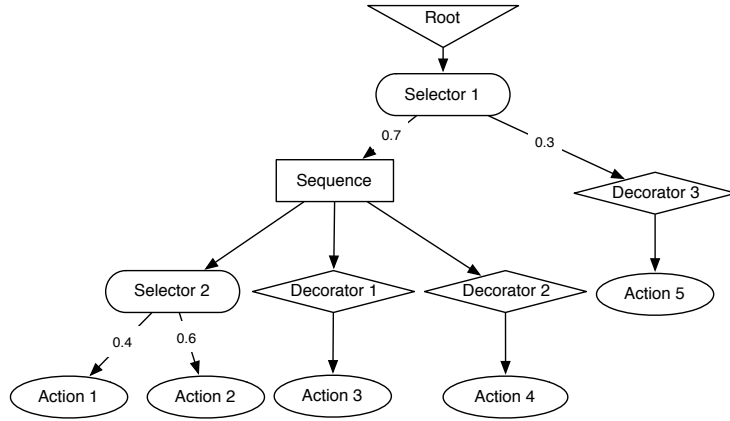 Root
Selector 1
0.7
0.3
Sequence
Decorator 3
Selector 2
Decorator 1
Decorator 2
Action 5
0.4
0.6
Action 1
Action 2
Action 3
Action 4